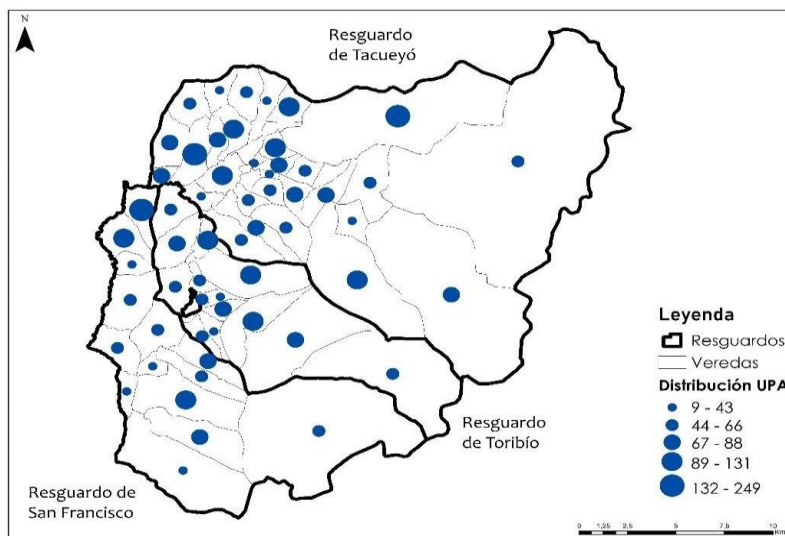 N
Resguardo
de Tacueyó
Resguardo
de Toribío
Resguardo de
San Francisco
Leyenda
Resguardos
Veredas
Distribución UPA
9 - 43
44 - 66
67 - 88
89 - 131
132 - 249
0 1,25 2,5 5 7,5 10
Km